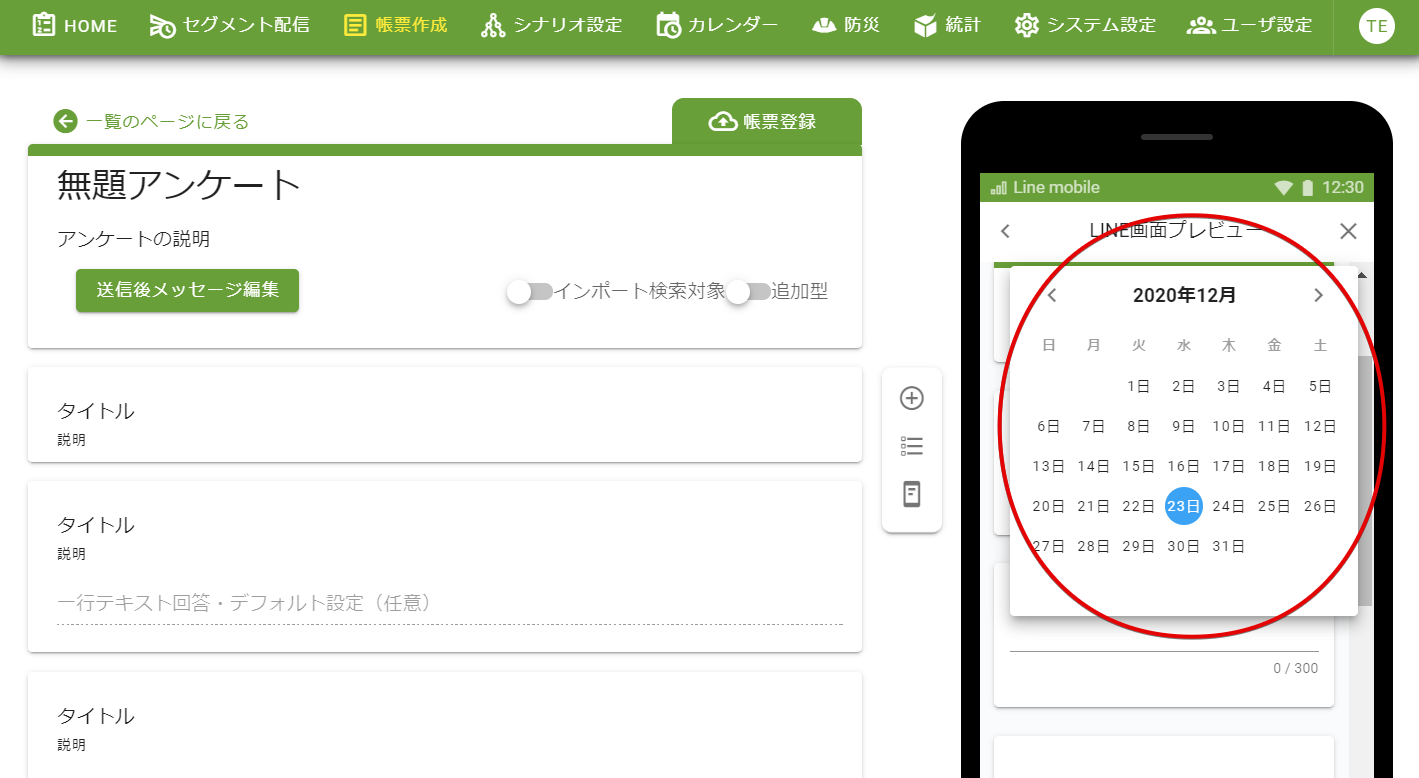 HOME セグメント配信 帳票作成 シナリオ設定 カレンダー 防災 統計 システム設定 ユーザ設定 TE
一覧のページに戻る
帳票登録
無題アンケート
アンケートの説明
送信後メッセージ編集
インポート検索対象 追加型
タイトル
説明
タイトル
説明
一行テキスト回答・デフォルト設定（任意）
タイトル
説明
Line mobile 12:30
LINE画面プレビュー
2020年12月
日 月 火 水 木 金 土
1日 2日 3日 4日 5日
6日 7日 8日 9日 10日 11日 12日
13日 14日 15日 16日 17日 18日 19日
20日 21日 22日 23日 24日 25日 26日
27日 28日 29日 30日 31日
0 / 300